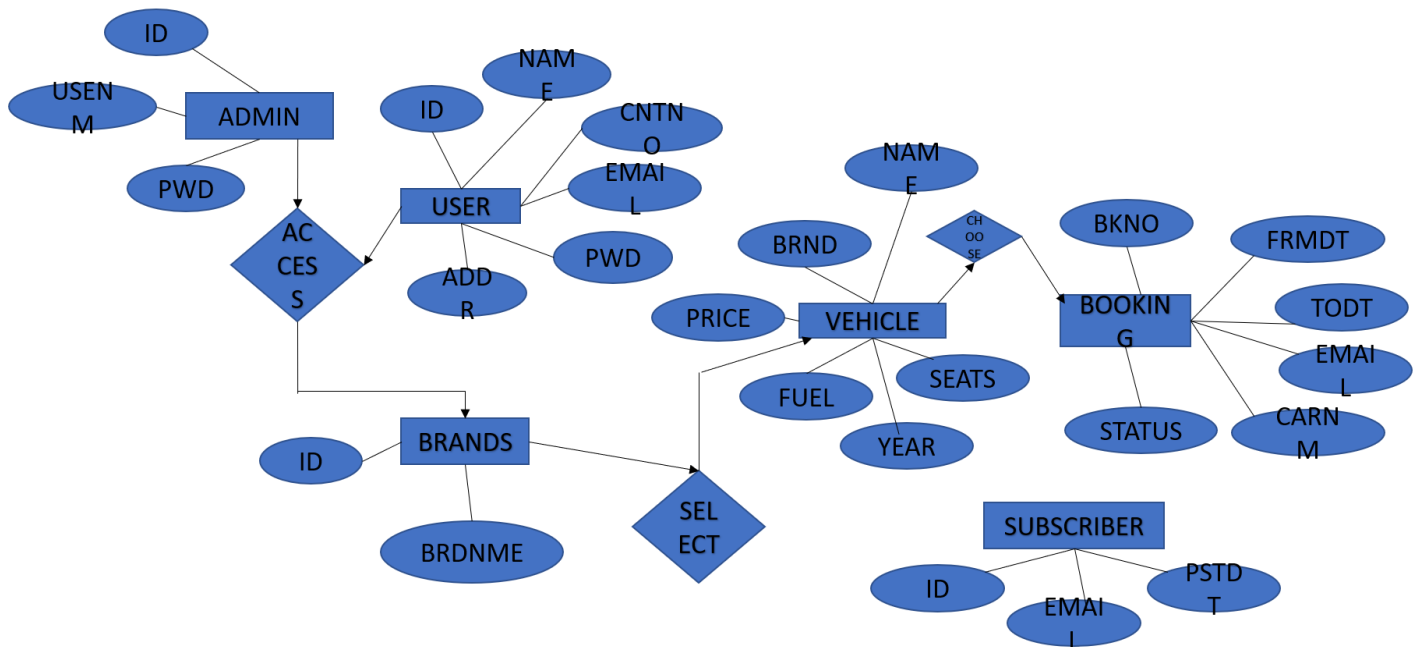 ID
USEN
M
ADMIN
PWD
NAM
E
ID
CNTN
O
EMAI
L
USER
PWD
ADD
R
AC
CES
S
NAM
E
BRND
CH
OO
SE
PRICE
VEHICLE
FUEL
SEATS
YEAR
BKNO
FRMDT
BOOKIN
G
TODT
EMAI
L
STATUS
CARN
M
BRANDS
ID
BRDNME
SEL
ECT
SUBSCRIBER
ID
EMAI
L
PSTD
T